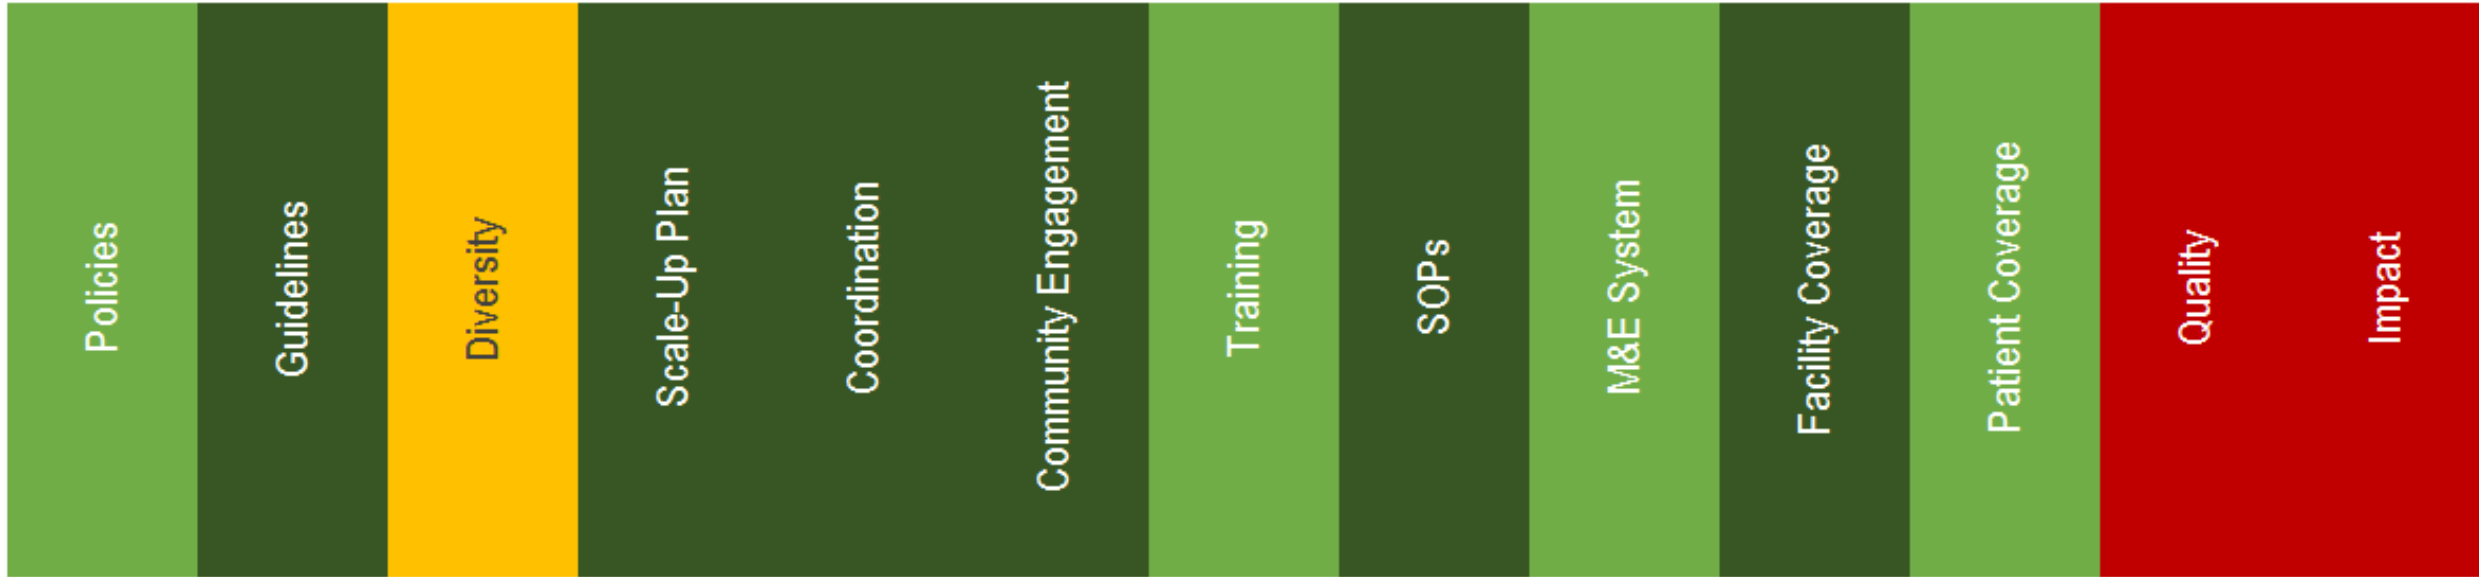 Policies
Guidelines
Diversity
Scale-Up Plan
Coordination
Community Engagement
Training
SOPs
M&E System
Facility Coverage
Patient Coverage
Quality
Impact